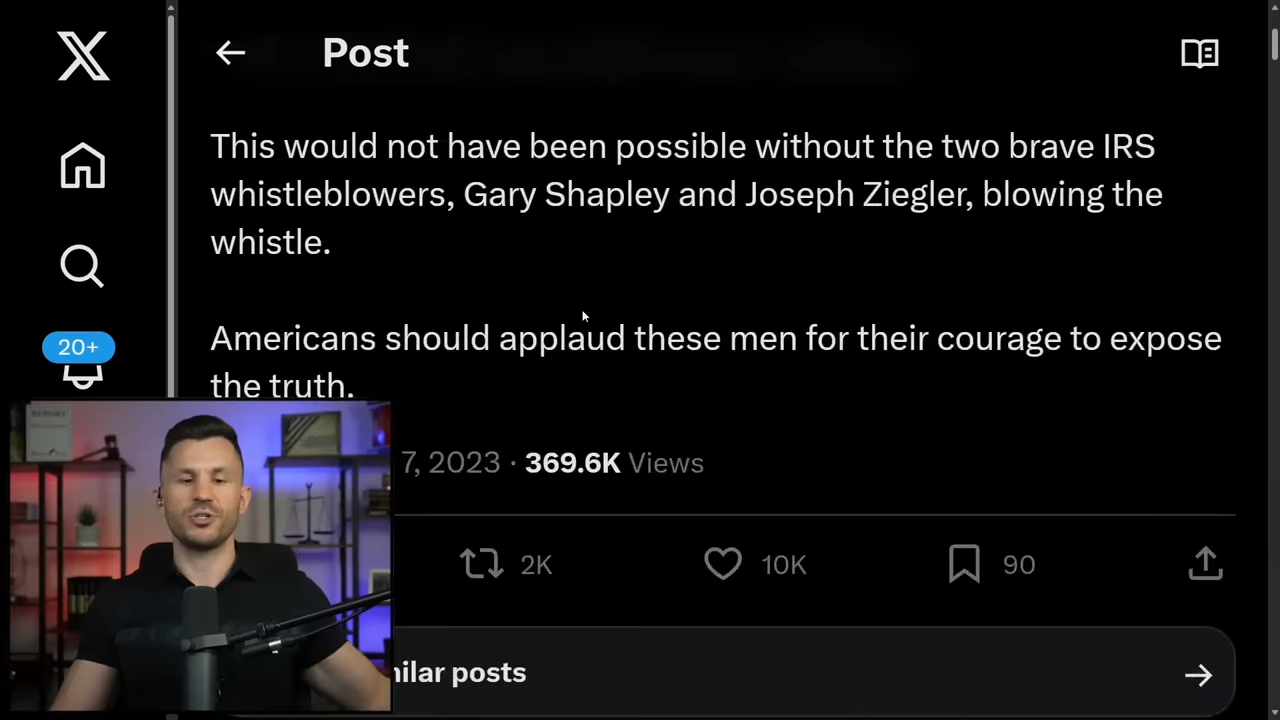 Post
This would not have been possible without the two brave IRS
whistleblowers, Gary Shapley and Joseph Ziegler, blowing the
whistle.
Americans should applaud these men for their courage to expose
the truth.
20+
7, 2023 · 369.6K Views
2K
10K
90
ilar posts